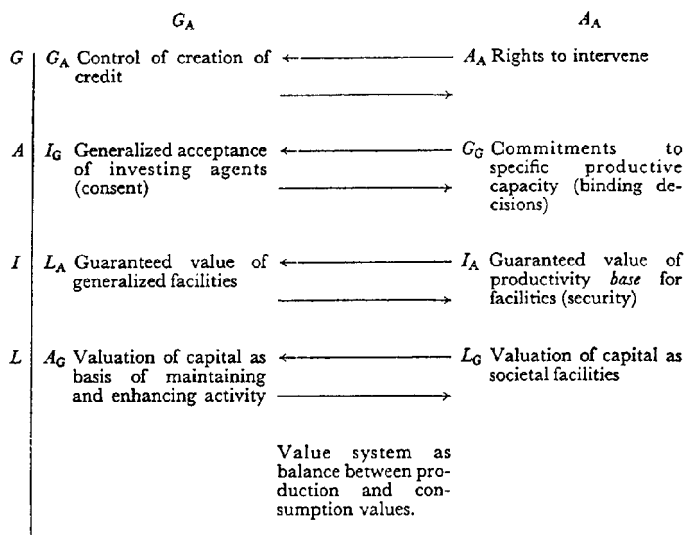 G_A A_A
G G_A Control of creation of A_A Rights to intervene
credit
A I_G Generalized acceptance G_G Commitments to
of investing agents specific productive
(consent) capacity (binding de-
cisions)
I L_A Guaranteed value of I_A Guaranteed value of
generalized facilities productivity base for
facilities (security)
L A_G Valuation of capital as L_G Valuation of capital as
basis of maintaining societal facilities
and enhancing activity
Value system as
balance between pro-
duction and con-
sumption values.